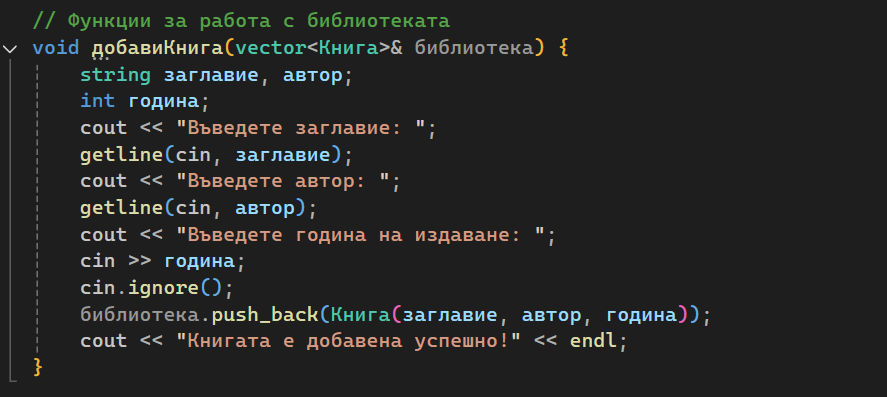 // Функции за работа с библиотеката
void добавиКнига(vector<Книга>& библиотека) {
    string заглавие, автор;
    int година;
    cout << "Въведете заглавие: ";
    getline(cin, заглавие);
    cout << "Въведете автор: ";
    getline(cin, автор);
    cout << "Въведете година на издаване: ";
    cin >> година;
    cin.ignore();
    библиотека.push_back(Книга(заглавие, автор, година));
    cout << "Книгата е добавена успешно!" << endl;
}